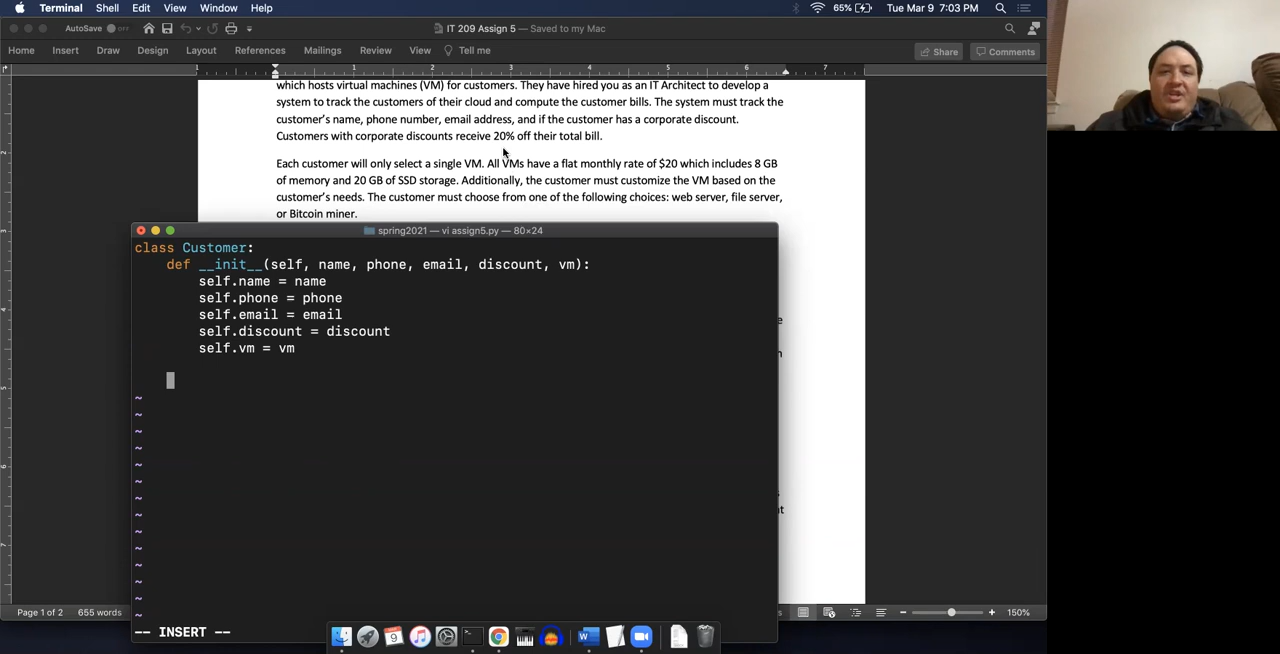 Terminal Shell Edit View Window Help 65% Tue Mar 9 7:03 PM
AutoSave OFF IT 209 Assign 5 — Saved to my Mac
Home Insert Draw Design Layout References Mailings Review View Tell me Share Comments
1 1 2 3 4 5 6 7
which hosts virtual machines (VM) for customers. They have hired you as an IT Architect to develop a
system to track the customers of their cloud and compute the customer bills. The system must track the
customer's name, phone number, email address, and if the customer has a corporate discount.
Customers with corporate discounts receive 20% off their total bill.
Each customer will only select a single VM. All VMs have a flat monthly rate of $20 which includes 8 GB
of memory and 20 GB of SSD storage. Additionally, the customer must customize the VM based on the
customer's needs. The customer must choose from one of the following choices: web server, file server,
or Bitcoin miner.
spring2021 — vi assign5.py — 80×24
class Customer:
    def __init__(self, name, phone, email, discount, vm):
        self.name = name
        self.phone = phone
        self.email = email
        self.discount = discount
        self.vm = vm
~
~
~
~
~
~
~
~
~
~
~
~
~
~
-- INSERT --
Page 1 of 2 655 words 150%